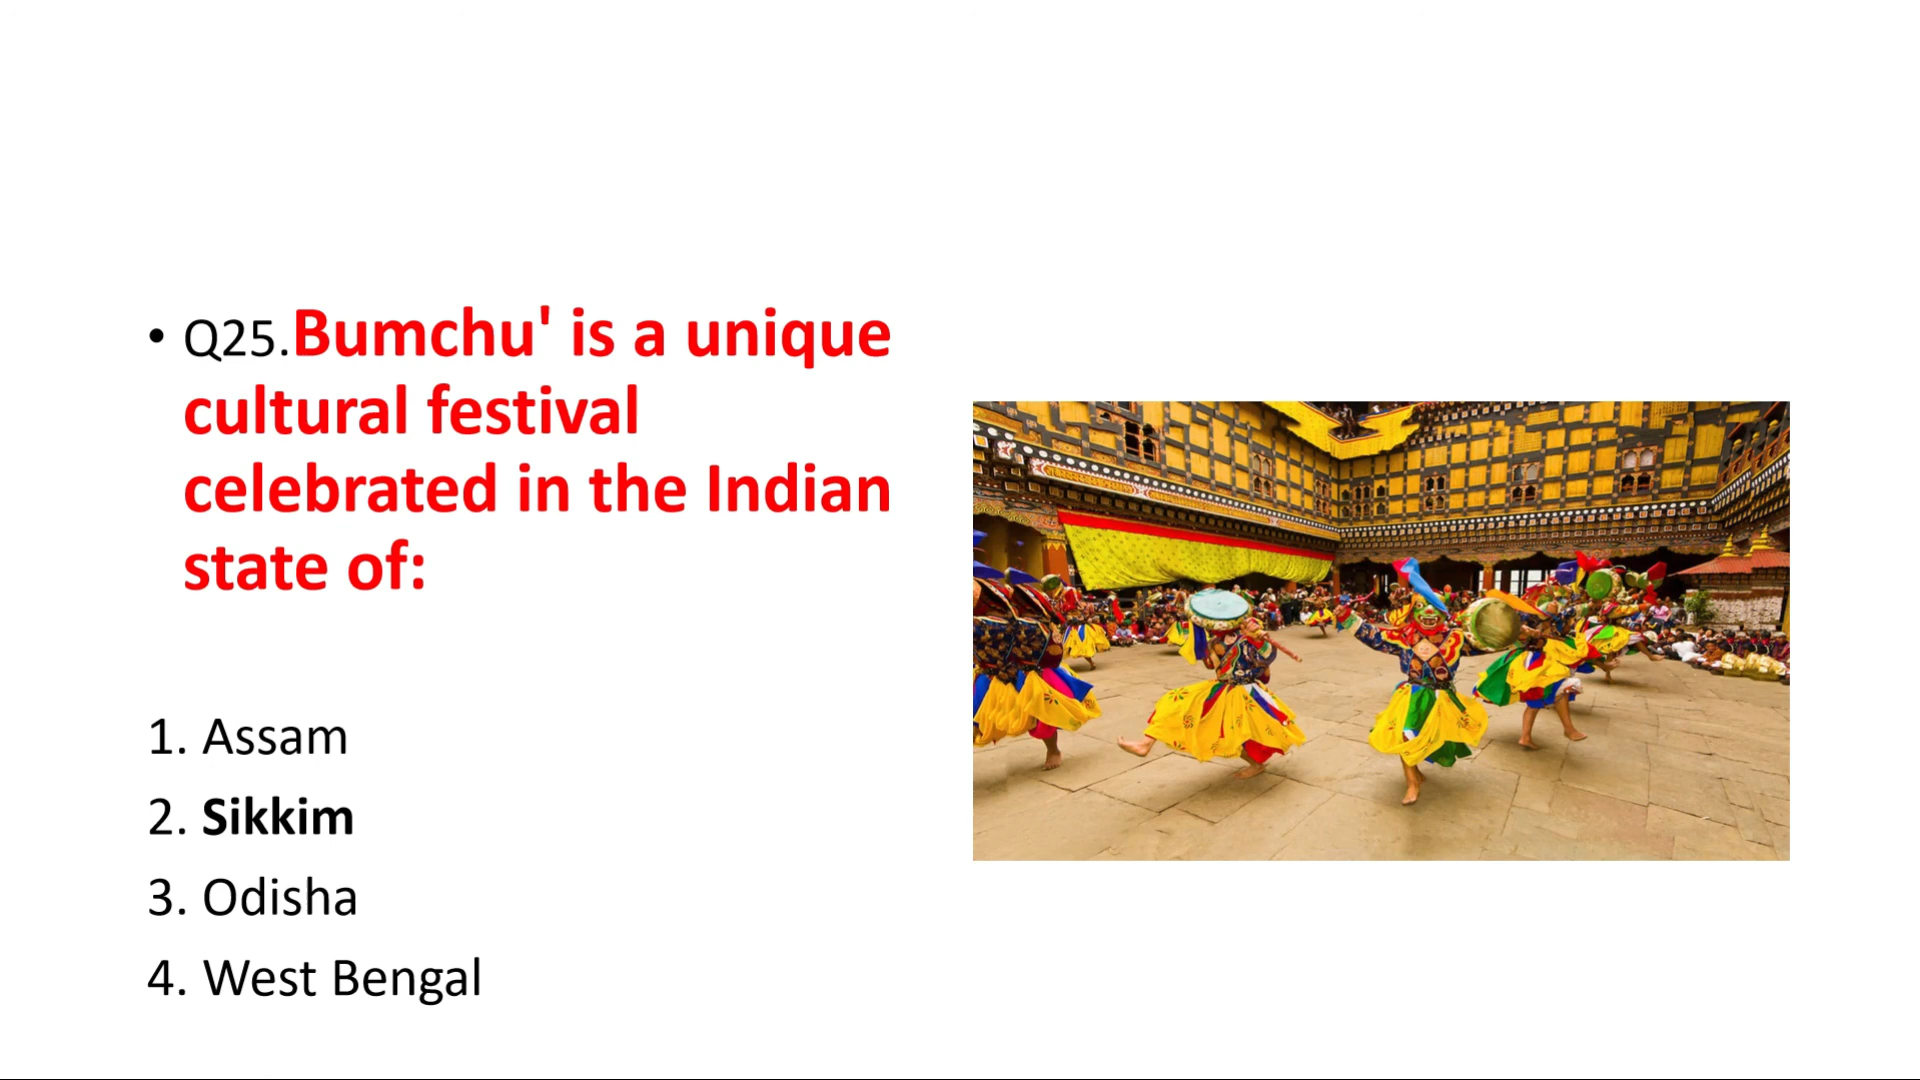 • Q25.Bumchu' is a unique
cultural festival
celebrated in the Indian
state of:
1. Assam
2. Sikkim
3. Odisha
4. West Bengal